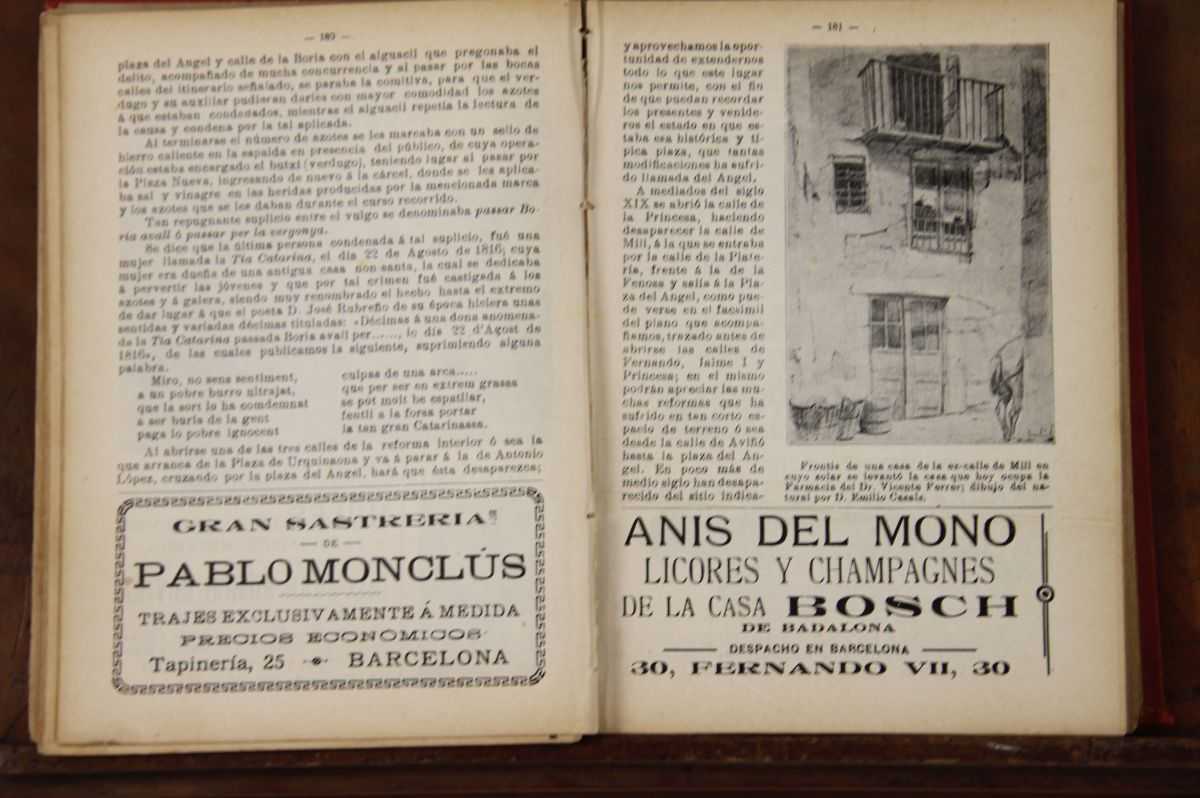 — 180 —
plaza del Angel y calle de la Boria con el alguacil que pregonaba el
delito, acompañado de mucha concurrencia y al pasar por las bocas
calles del itinerario señalado, se paraba la comitiva, para que el ver-
dugo y su auxiliar pudieran darles con mayor comodidad los azotes
á que estaban condenados, mientras el alguacil repetía la lectura de
la causa y condena por la tal aplicada.
Al terminarse el número de azotes se les marcaba con un sello de
hierro caliente en la espalda en presencia del público, de cuya opera-
ción estaba encargado el butxí (verdugo), teniendo lugar al pasar por
la Plaza Nueva, ingresando de nuevo á la cárcel, donde se les aplica-
ba sal y vinagre en las heridas producidas por la mencionada marca
y los azotes que se les daban durante el curso recorrido.
Tan repugnante suplicio entre el vulgo se denominaba passar Bo-
ria avall ó passar per la vergonya.
Se dice que la última persona condenada á tal suplicio, fué una
mujer llamada la Tia Catarina, el día 22 de Agosto de 1816; cuya
mujer era dueña de una antigua casa non santa, la cual se dedicaba
á pervertir las jóvenes y que por tal crimen fué castigada á los
azotes y á galera, siendo muy renombrado el hecho hasta el extremo
de dar lugar á que el poeta D. José Rubreño de su época hiciera unas
sentidas y variadas décimas tituladas: «Décimas á una dona anomena-
da la Tia Catarina passada Boria avall per......, lo día 22 d'Agost de
1816», de las cuales publicamos la siguiente, suprimiendo alguna
palabra.
Miro, no sens sentiment,
a un pobre burro ultrajat,
que la sort lo ha comdemnat
a ser burla de la gent
paga lo pobre ignocent
culpas de una arca.....
que per ser en extrem grassa
se pot molt be espatllar,
fentli a la forsa portar
la tan gran Catarinassa.
Al abrirse una de las tres calles de la reforma interior ó sea la
que arranca de la Plaza de Urquinaona y vá á parar á la de Antonio
López, cruzando por la plaza del Angel, hará que ésta desaparezca;
GRAN SASTRERIA
— DE —
PABLO MONCLÚS
TRAJES EXCLUSIVAMENTE Á MEDIDA
PRECIOS ECONÓMICOS
Tapinería, 25 BARCELONA
— 181 —
y aprovechamos la opor-
tunidad de extendernos
todo lo que este lugar
nos permite, con el fin
de que puedan recordar
los presentes y venide-
ros el estado en que es-
taba esa histórica y tí-
pica plaza, que tantas
modificaciones ha sufri-
do llamada del Angel.
A mediados del siglo
XIX se abrió la calle de
la Princesa, haciendo
desaparecer la calle de
Mill, á la que se entraba
por la calle de la Plate-
ría, frente á la de la
Fenosa y salía á la Pla-
za del Angel, como pue-
de verse en el facsímil
del plano que acompa-
ñamos, trazado antes de
abrirse las calles de
Fernando, Jaime I y
Princesa; en el mismo
podrán apreciar las mu-
chas reformas que ha
sufrido en tan corto es-
pacio de terreno ó sea
desde la calle de Aviñó
hasta la plaza del An-
gel. En poco más de
medio siglo han desapa-
recido del sitio indica-
Frontis de una casa de la ex-calle de Mill en
cuyo solar se levantó la casa que hoy ocupa la
Farmacia del Dr. Vicente Ferrer; dibujo del na-
tural por D. Emilio Casals.
ANIS DEL MONO
LICORES Y CHAMPAGNES
DE LA CASA BOSCH
DE BADALONA
DESPACHO EN BARCELONA
30, FERNANDO VII, 30